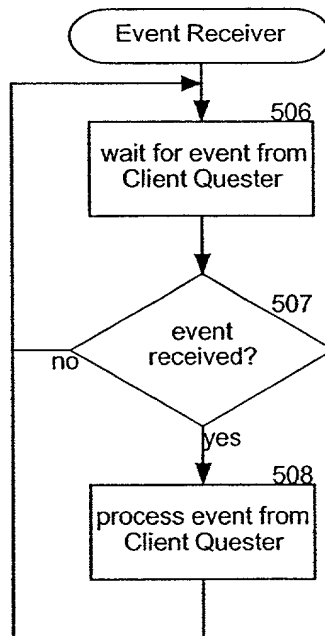 Event Receiver
506
wait for event from
Client Quester
507
event
received?
no
yes
508
process event from
Client Quester